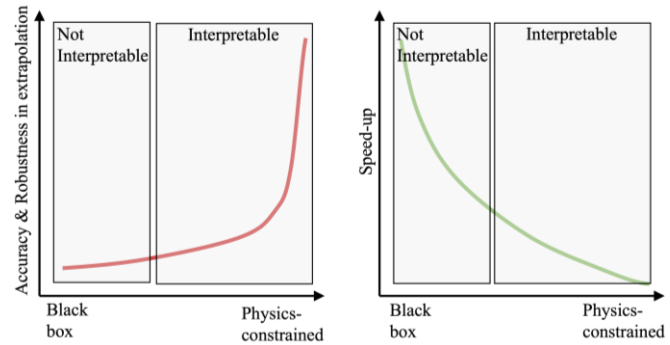 Accuracy & Robustness in extrapolation
Not
Interpretable
Interpretable
Black
box
Physics-
constrained
Speed-up
Not
Interpretable
Interpretable
Black
box
Physics-
constrained